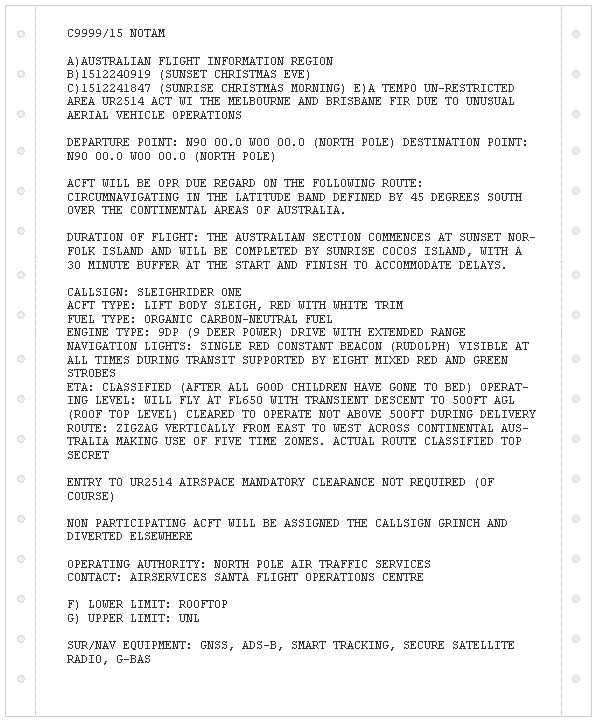 C9999/15 NOTAM
A)AUSTRALIAN FLIGHT INFORMATION REGION
B)1512240919 (SUNSET CHRISTMAS EVE)
C)1512241847 (SUNRISE CHRISTMAS MORNING) E)A TEMPO UN-RESTRICTED
AREA UR2514 ACT WI THE MELBOURNE AND BRISBANE FIR DUE TO UNUSUAL
AERIAL VEHICLE OPERATIONS
DEPARTURE POINT: N90 00.0 W00 00.0 (NORTH POLE) DESTINATION POINT:
N90 00.0 W00 00.0 (NORTH POLE)
ACFT WILL BE OPR DUE REGARD ON THE FOLLOWING ROUTE:
CIRCUMNAVIGATING IN THE LATITUDE BAND DEFINED BY 45 DEGREES SOUTH
OVER THE CONTINENTAL AREAS OF AUSTRALIA.
DURATION OF FLIGHT: THE AUSTRALIAN SECTION COMMENCES AT SUNSET NOR-
FOLK ISLAND AND WILL BE COMPLETED BY SUNRISE COCOS ISLAND, WITH A
30 MINUTE BUFFER AT THE START AND FINISH TO ACCOMMODATE DELAYS.
CALLSIGN: SLEIGHRIDER ONE
ACFT TYPE: LIFT BODY SLEIGH, RED WITH WHITE TRIM
FUEL TYPE: ORGANIC CARBON-NEUTRAL FUEL
ENGINE TYPE: 9DP (9 DEER POWER) DRIVE WITH EXTENDED RANGE
NAVIGATION LIGHTS: SINGLE RED CONSTANT BEACON (RUDOLPH) VISIBLE AT
ALL TIMES DURING TRANSIT SUPPORTED BY EIGHT MIXED RED AND GREEN
STROBES
ETA: CLASSIFIED (AFTER ALL GOOD CHILDREN HAVE GONE TO BED) OPERAT-
ING LEVEL: WILL FLY AT FL650 WITH TRANSIENT DESCENT TO 500FT AGL
(ROOF TOP LEVEL) CLEARED TO OPERATE NOT ABOVE 500FT DURING DELIVERY
ROUTE: ZIGZAG VERTICALLY FROM EAST TO WEST ACROSS CONTINENTAL AUS-
TRALIA MAKING USE OF FIVE TIME ZONES. ACTUAL ROUTE CLASSIFIED TOP
SECRET
ENTRY TO UR2514 AIRSPACE MANDATORY CLEARANCE NOT REQUIRED (OF
COURSE)
NON PARTICIPATING ACFT WILL BE ASSIGNED THE CALLSIGN GRINCH AND
DIVERTED ELSEWHERE
OPERATING AUTHORITY: NORTH POLE AIR TRAFFIC SERVICES
CONTACT: AIRSERVICES SANTA FLIGHT OPERATIONS CENTRE
F) LOWER LIMIT: ROOFTOP
G) UPPER LIMIT: UNL
SUR/NAV EQUIPMENT: GNSS, ADS-B, SMART TRACKING, SECURE SATELLITE
RADIO, G-BAS